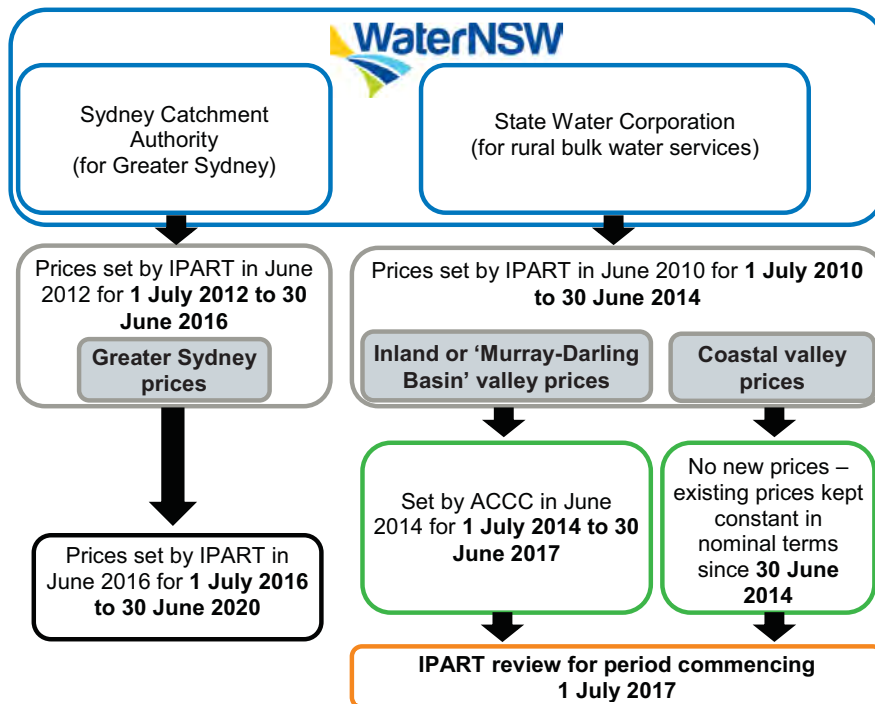 WaterNSW
Sydney Catchment
Authority
(for Greater Sydney)
State Water Corporation
(for rural bulk water services)
Prices set by IPART in June
2012 for 1 July 2012 to 30
June 2016
Greater Sydney
prices
Prices set by IPART in June 2010 for 1 July 2010
to 30 June 2014
Inland or ‘Murray-Darling
Basin’ valley prices
Coastal valley
prices
Prices set by IPART in
June 2016 for 1 July 2016
to 30 June 2020
Set by ACCC in June
2014 for 1 July 2014 to 30
June 2017
No new prices –
existing prices kept
constant in
nominal terms
since 30 June
2014
IPART review for period commencing
1 July 2017